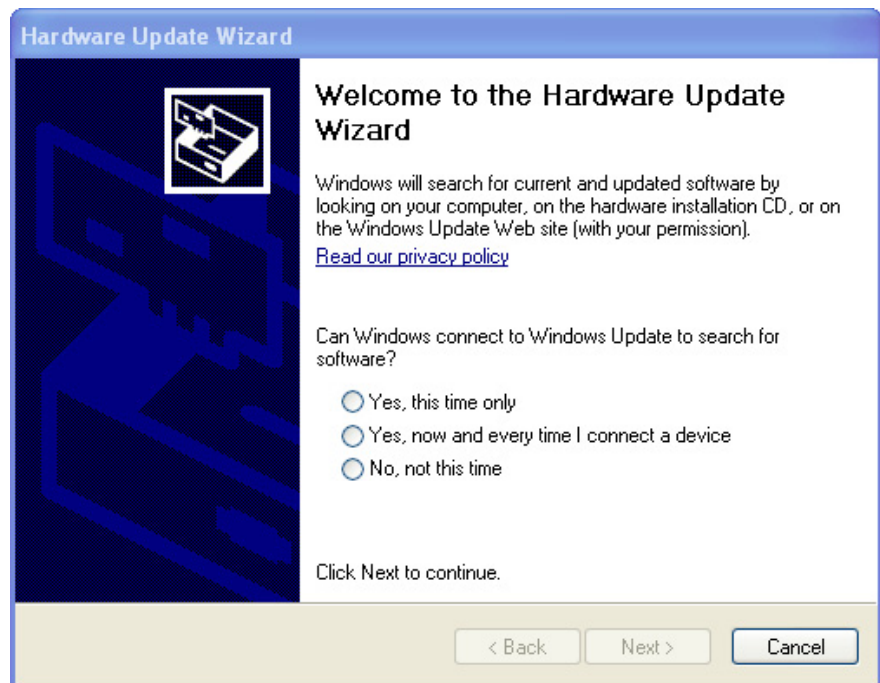 Hardware Update Wizard
Welcome to the Hardware Update
Wizard
Windows will search for current and updated software by
looking on your computer, on the hardware installation CD, or on
the Windows Update Web site (with your permission).
Read our privacy policy
Can Windows connect to Windows Update to search for
software?
Yes, this time only
Yes, now and every time I connect a device
No, not this time
Click Next to continue.
< Back Next > Cancel